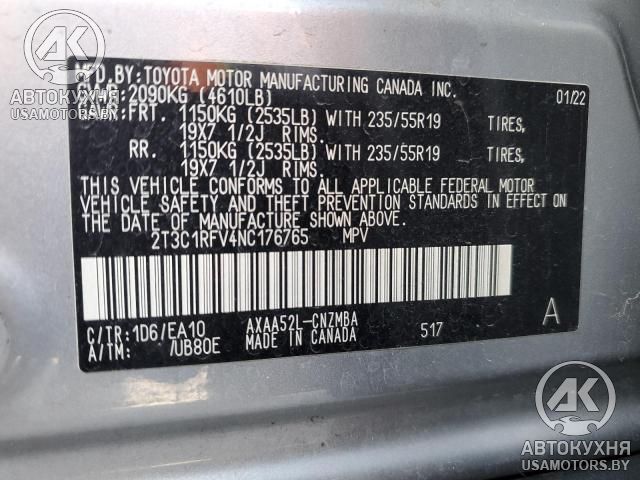 MFD. BY: TOYOTA MOTOR MANUFACTURING CANADA INC.
2090KG (4610LB) 01/22
FRT. 1150KG (2535LB) WITH 235/55R19 TIRES,
19X7 1/2J RIMS.
RR. 1150KG (2535LB) WITH 235/55R19 TIRES,
19X7 1/2J RIMS.
THIS VEHICLE CONFORMS TO ALL APPLICABLE FEDERAL MOTOR
VEHICLE SAFETY AND THEFT PREVENTION STANDARDS IN EFFECT ON
THE DATE OF MANUFACTURE SHOWN ABOVE.
2T3C1RFV4NC176765 MPV
C/TR: 1D6/EA10 AXAA52L-CNZMBA 517 A
A/TM: /UB80E MADE IN CANADA
AK
АВТОКУХНЯ
USAMOTORS.BY
AK
АВТОКУХНЯ
USAMOTORS.BY